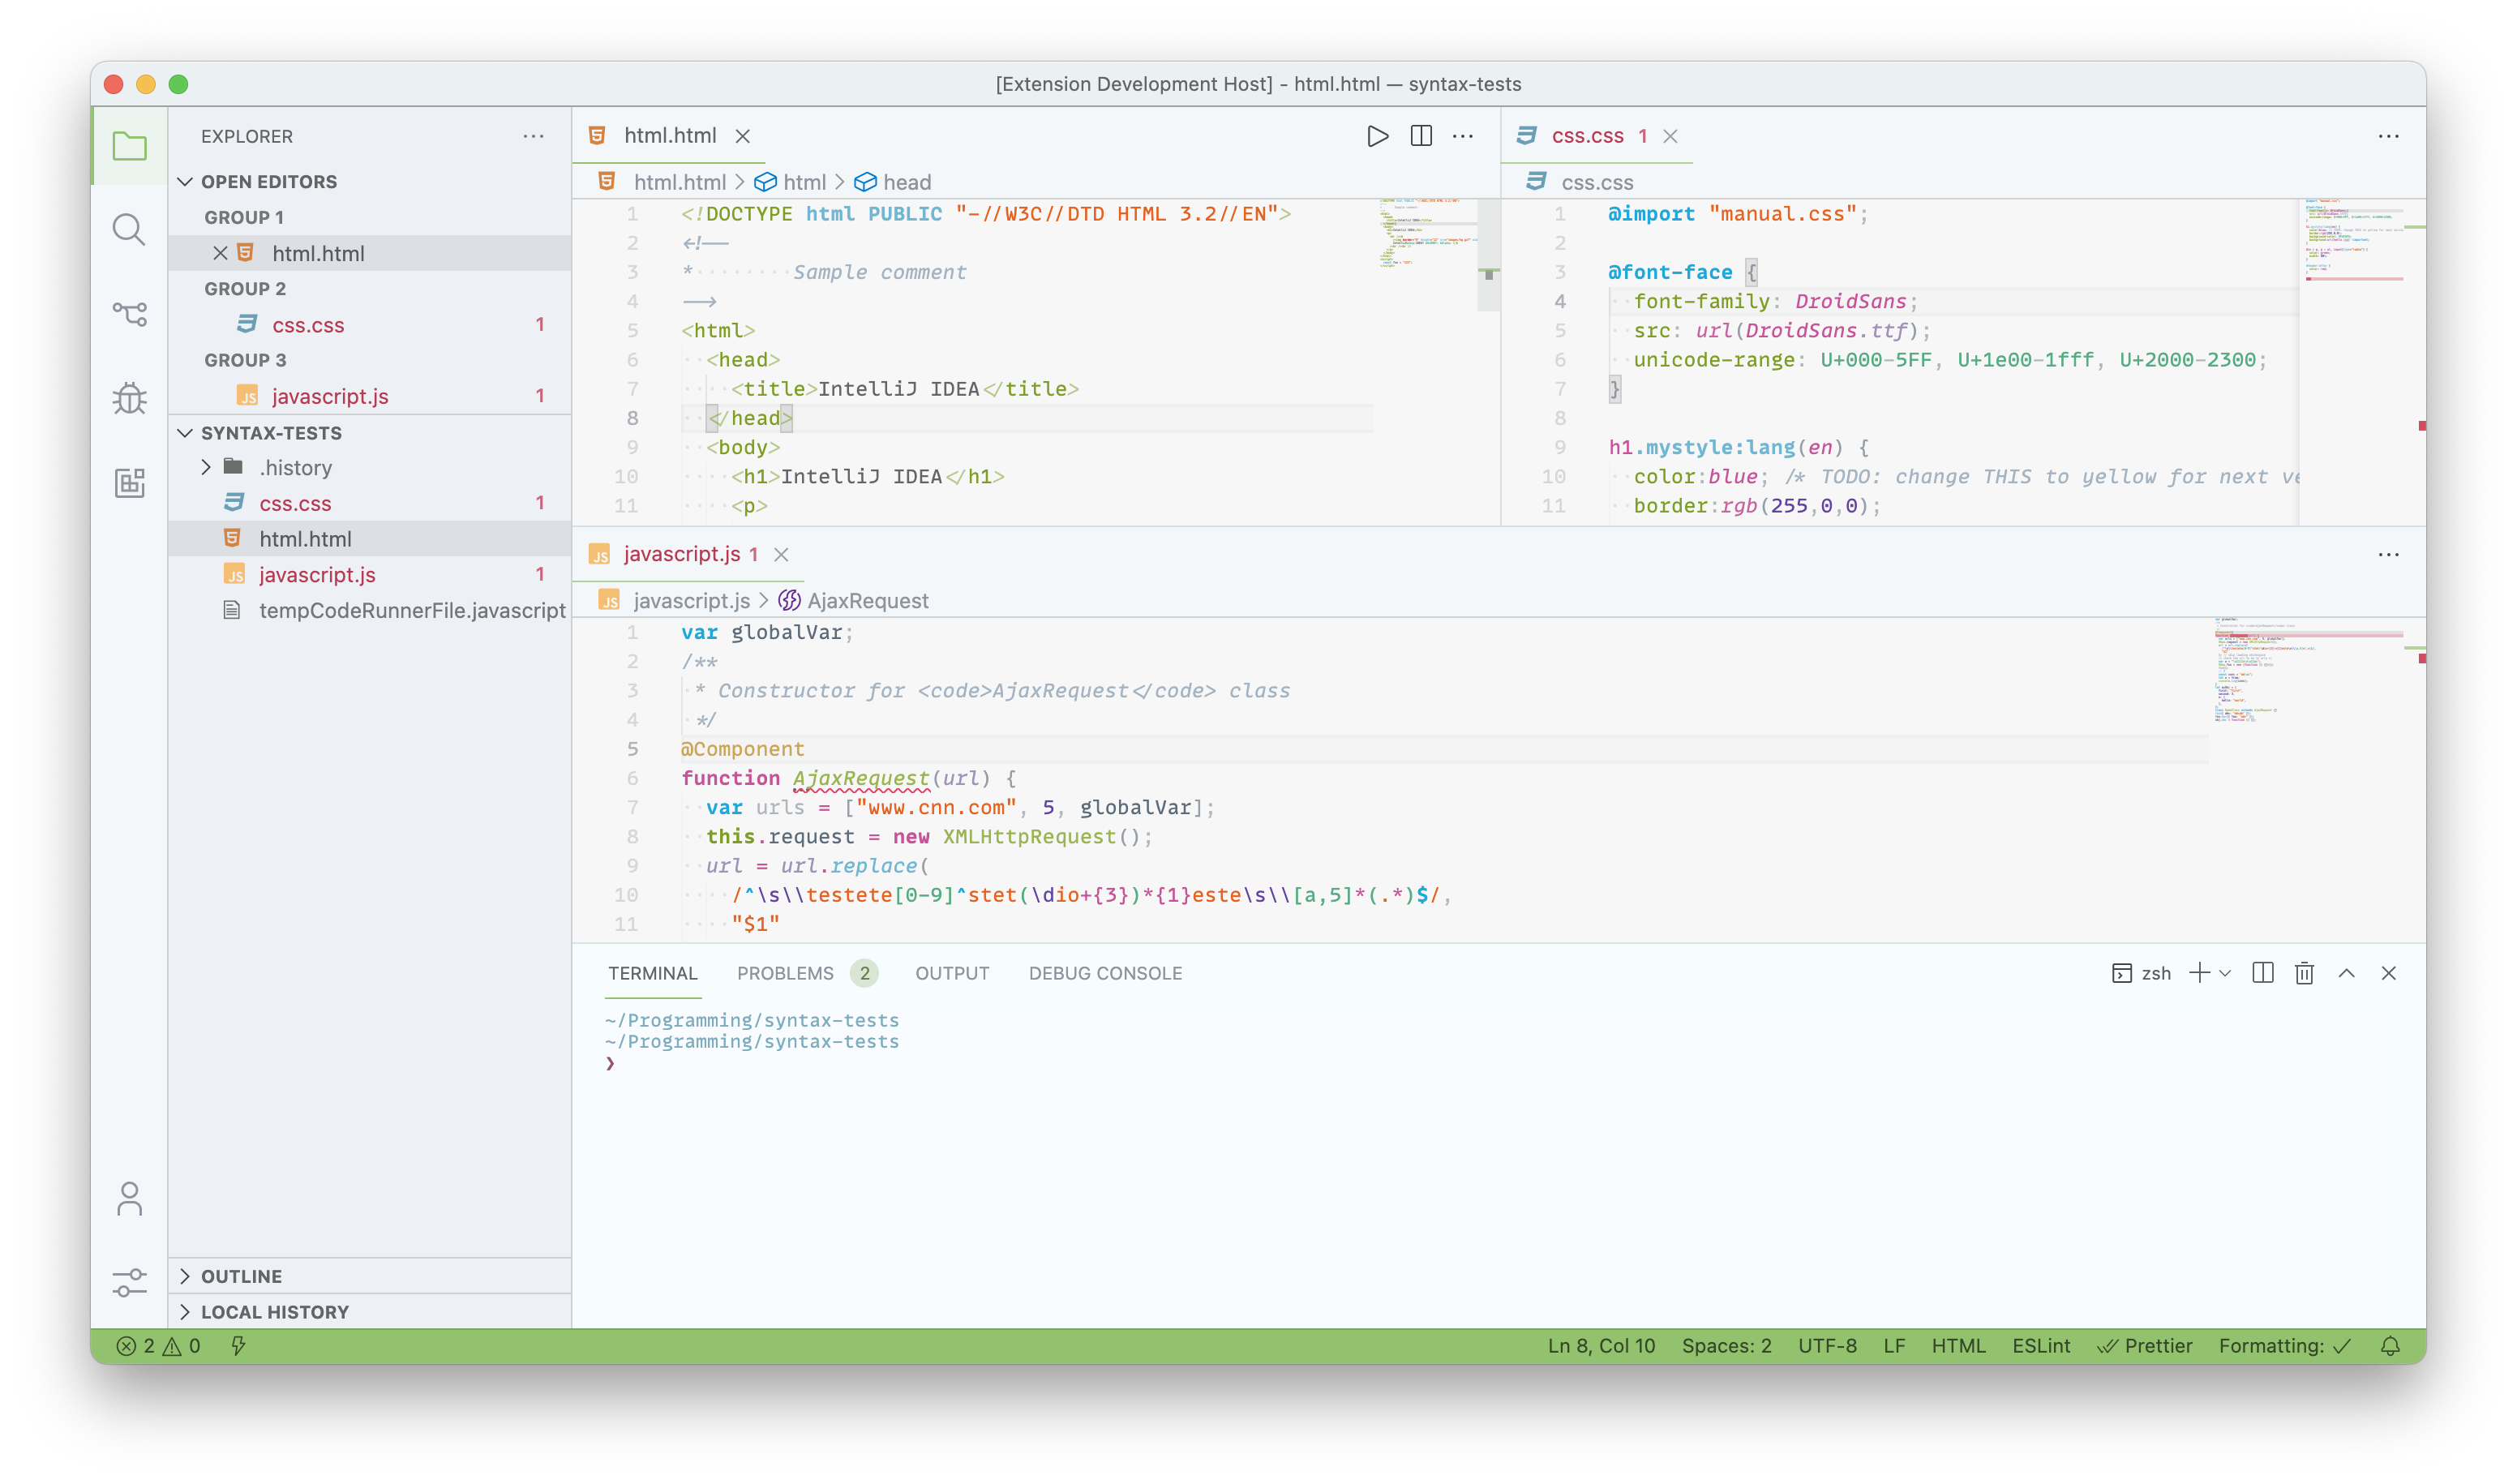 [Extension Development Host] - html.html — syntax-tests
EXPLORER
OPEN EDITORS
GROUP 1
html.html
GROUP 2
css.css 1
GROUP 3
JS javascript.js 1
SYNTAX-TESTS
.history
css.css 1
html.html
JS javascript.js 1
tempCodeRunnerFile.javascript
OUTLINE
LOCAL HISTORY
html.html
html.html > html > head
1 <!DOCTYPE html PUBLIC "-//W3C//DTD HTML 3.2//EN">
2 <!--
3 * Sample comment
4 -->
5 <html>
6 <head>
7 <title>IntelliJ IDEA</title>
8 </head>
9 <body>
10 <h1>IntelliJ IDEA</h1>
11 <p>
css.css 1
css.css
1 @import "manual.css";
2
3 @font-face {
4 font-family: DroidSans;
5 src: url(DroidSans.ttf);
6 unicode-range: U+000-5FF, U+1e00-1fff, U+2000-2300;
7 }
8
9 h1.mystyle:lang(en) {
10 color:blue; /* TODO: change THIS to yellow for next ve
11 border:rgb(255,0,0);
JS javascript.js 1
JS javascript.js > AjaxRequest
1 var globalVar;
2 /**
3 * Constructor for <code>AjaxRequest</code> class
4 */
5 @Component
6 function AjaxRequest(url) {
7 var urls = ["www.cnn.com", 5, globalVar];
8 this.request = new XMLHttpRequest();
9 url = url.replace(
10 /^\s\\testete[0-9]^stet(\dio+{3})*{1}este\s\\[a,5]*(.*)$/,
11 "$1"
TERMINAL PROBLEMS 2 OUTPUT DEBUG CONSOLE zsh
~/Programming/syntax-tests
~/Programming/syntax-tests
❯
2 0 Ln 8, Col 10 Spaces: 2 UTF-8 LF HTML ESLint Prettier Formatting: ✓